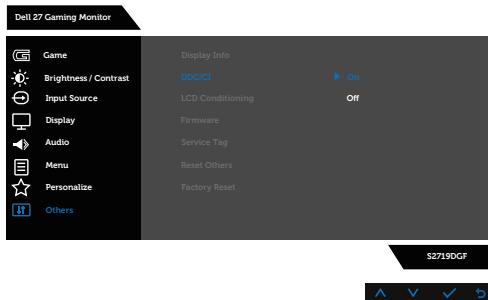 Dell 27 Gaming Monitor
Game
Display Info
Brightness / Contrast
DDC/CI
On
Input Source
LCD Conditioning
Off
Display
Firmware
Audio
Service Tag
Menu
Reset Others
Personalize
Factory Reset
Others
S2719DGF